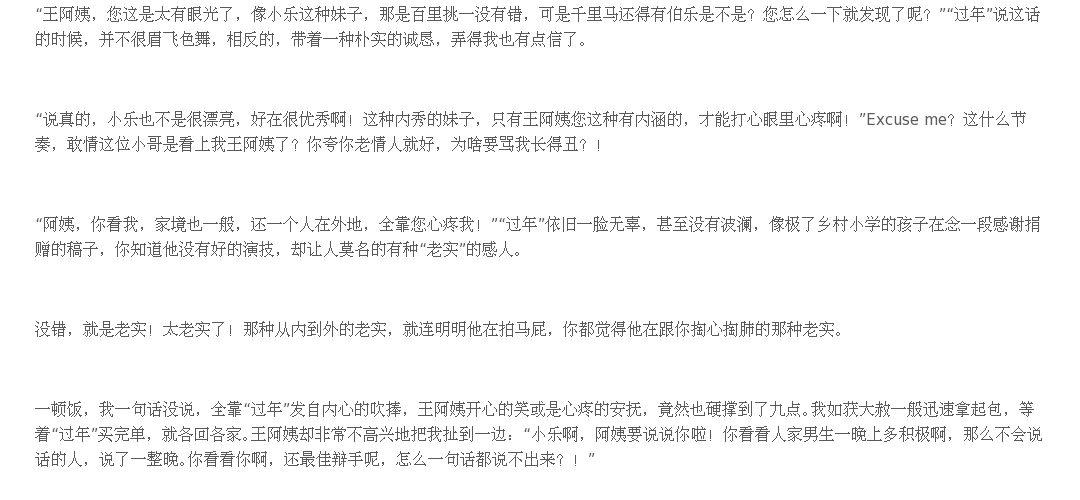 “王阿姨，您这是太有眼光了，像小乐这种妹子，那是百里挑一没有错，可是千里马还得有伯乐是不是？您怎么一下就发现了呢？”“过年”说这话
的时候，并不很眉飞色舞，相反的，带着一种朴实的诚恳，弄得我也有点信了。
“说真的，小乐也不是很漂亮，好在很优秀啊！这种内秀的妹子，只有王阿姨您这种有内涵的，才能打心眼里心疼啊！”Excuse me？这什么节
奏，敢情这位小哥是看上我王阿姨了？你夸你老情人就好，为啥要骂我长得丑？！
“阿姨，你看我，家境也一般，还一个人在外地，全靠您心疼我！”“过年”依旧一脸无辜，甚至没有波澜，像极了乡村小学的孩子在念一段感谢捐
赠的稿子，你知道他没有好的演技，却让人莫名的有种“老实”的感人。
没错，就是老实！太老实了！那种从内到外的老实，就连明明他在拍马屁，你都觉得他在跟你掏心掏肺的那种老实。
一顿饭，我一句话没说，全靠“过年”发自内心的吹捧，王阿姨开心的笑或是心疼的安抚，竟然也硬撑到了九点。我如获大赦一般迅速拿起包，等
着“过年”买完单，就各回各家。王阿姨却非常不高兴地把我扯到一边：“小乐啊，阿姨要说说你啦！你看看人家男生一晚上多积极啊，那么不会说
话的人，说了一整晚。你看看你啊，还最佳辩手呢，怎么一句话都说不出来？！”